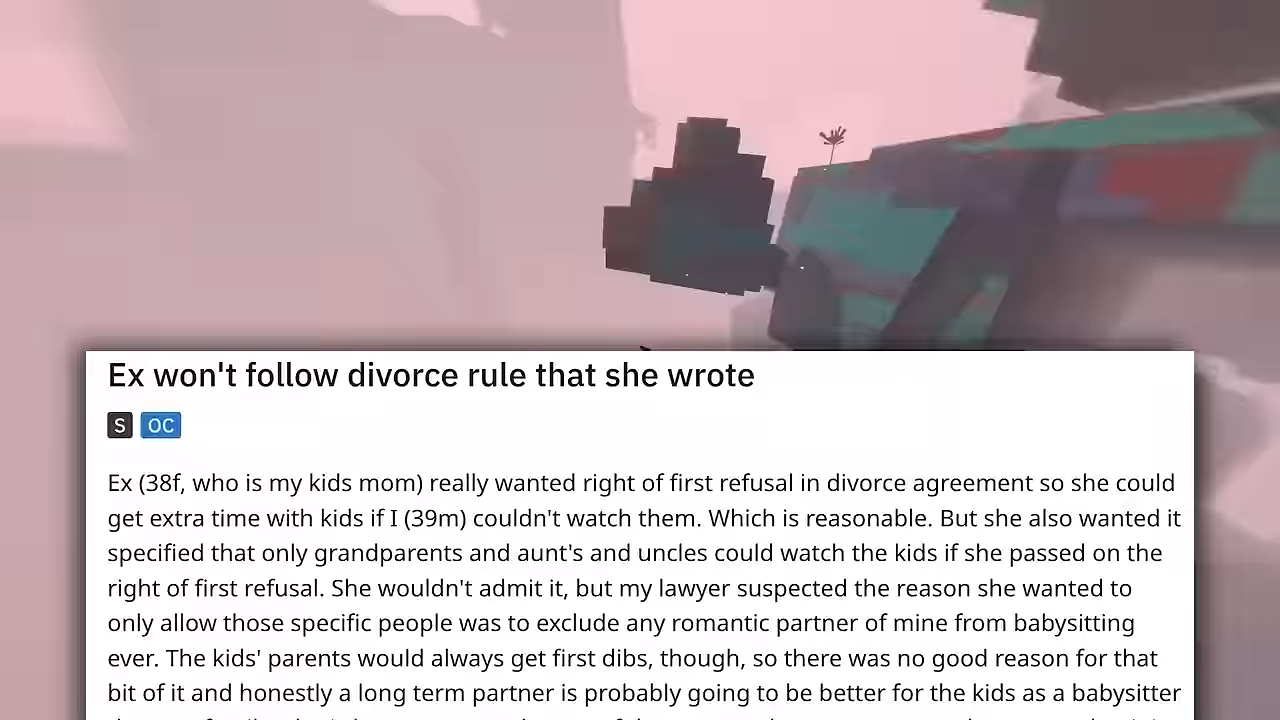 Ex won't follow divorce rule that she wrote
S OC
Ex (38f, who is my kids mom) really wanted right of first refusal in divorce agreement so she could
get extra time with kids if I (39m) couldn't watch them. Which is reasonable. But she also wanted it
specified that only grandparents and aunt's and uncles could watch the kids if she passed on the
right of first refusal. She wouldn't admit it, but my lawyer suspected the reason she wanted to
only allow those specific people was to exclude any romantic partner of mine from babysitting
ever. The kids' parents would always get first dibs, though, so there was no good reason for that
bit of it and honestly a long term partner is probably going to be better for the kids as a babysitter